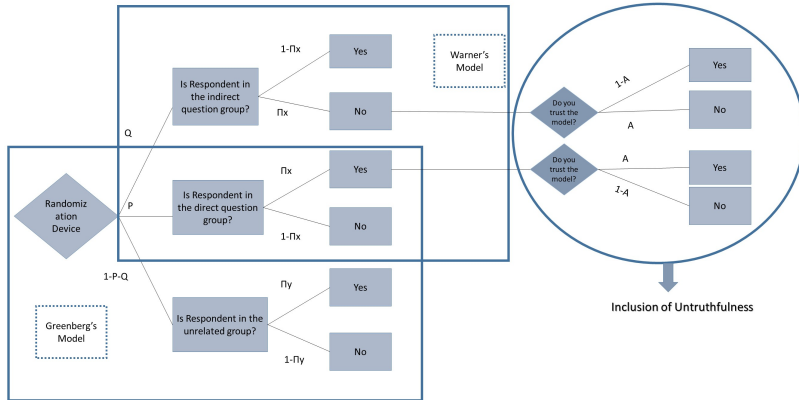 1-Πx
Yes
Warner's
Model
Is Respondent in
the indirect
question group?
Πx
No
Q
Do you
trust the
model?
1-A
Yes
A
No
Randomiz
ation
Device
P
Is Respondent in
the direct question
group?
Πx
Yes
1-Πx
No
Do you
trust the
model?
A
Yes
1-A
No
1-P-Q
Is Respondent in the
unrelated group?
Πy
Yes
1-Πy
No
Greenberg's
Model
Inclusion of Untruthfulness